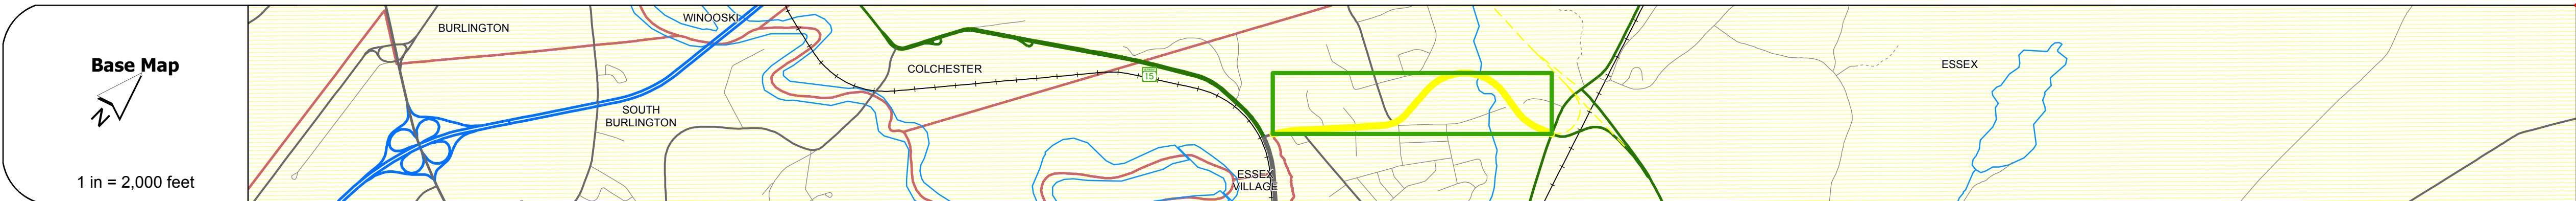 Base Map
N
1 in = 2,000 feet
BURLINGTON
WINOOSKI
SOUTH
BURLINGTON
COLCHESTER
15
ESSEX
VILLAGE
ESSEX